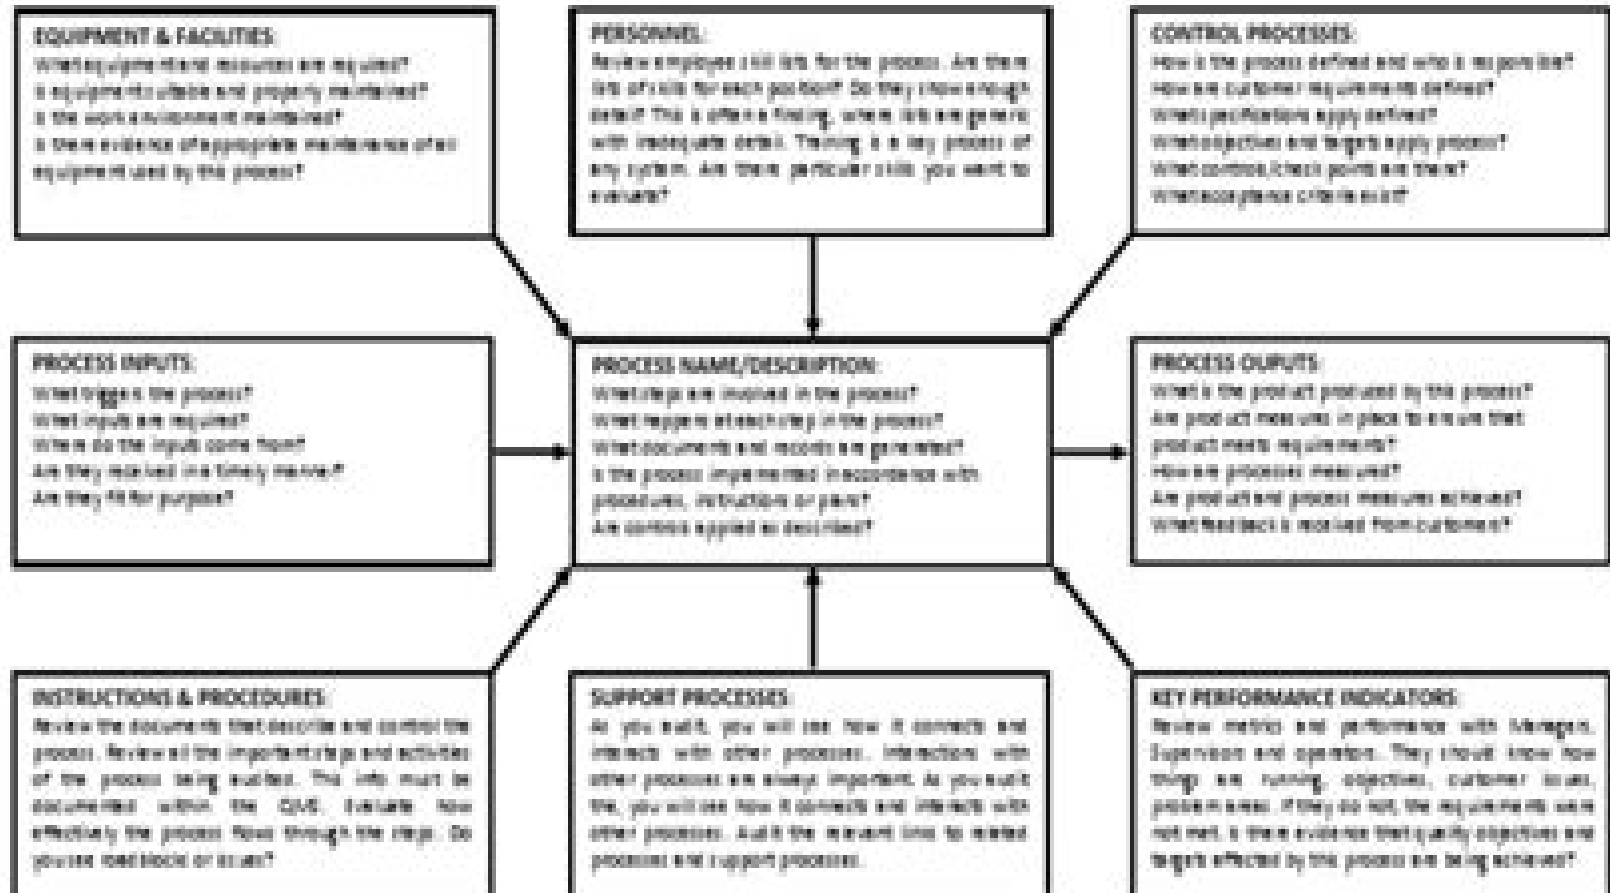 EQUIPMENT & FACILITIES:
What equipment and resources are required?
Is equipment suitable and properly maintained?
Is the work environment maintained?
Is there evidence of appropriate maintenance of all
equipment used by this process?
PERSONNEL:
Review employee skill lists for the process. Are there
lists of skills for each position? Do they show enough
detail? This is often a finding, where lists are generic
with inadequate detail. Training is a key process of
any system. Are there particular skills you want to
evaluate?
CONTROL PROCESSES:
How is the process defined and who is responsible?
How are customer requirements defined?
What specifications apply defined?
What objectives and targets apply process?
What controls/check points are there?
What acceptance criteria exist?
PROCESS INPUTS:
What triggers the process?
What inputs are required?
Where do the inputs come from?
Are they received in a timely manner?
Are they fit for purpose?
PROCESS NAME/DESCRIPTION:
What steps are involved in the process?
What happens at each step in the process?
What documents and records are generated?
Is the process implemented in accordance with
procedures, instructions or plans?
Are controls applied as described?
PROCESS OUPUTS:
What is the product produced by this process?
Are product measures in place to ensure that
product meets requirements?
How are processes measured?
Are product and process measures achieved?
What feedback is received from customers?
INSTRUCTIONS & PROCEDURES:
Review the documents that describe and control the
process. Review all the important steps and activities
of the process being audited. This info must be
documented within the QMS. Evaluate how
effectively the process flows through the steps. Do
you see roadblocks or issues?
SUPPORT PROCESSES:
As you audit, you will see how it connects and
interacts with other processes. Interactions with
other processes are always important. As you audit
the, you will see how it connects and interacts with
other processes. Audit the relevant links to related
processes and support processes.
KEY PERFORMANCE INDICATORS:
Review metrics and performance with Managers,
Supervisors and operators. They should know how
things are running, objectives, customer issues,
problem areas. If they do not, the requirements were
not met. Is there evidence that quality objectives and
targets affected by this process are being achieved?